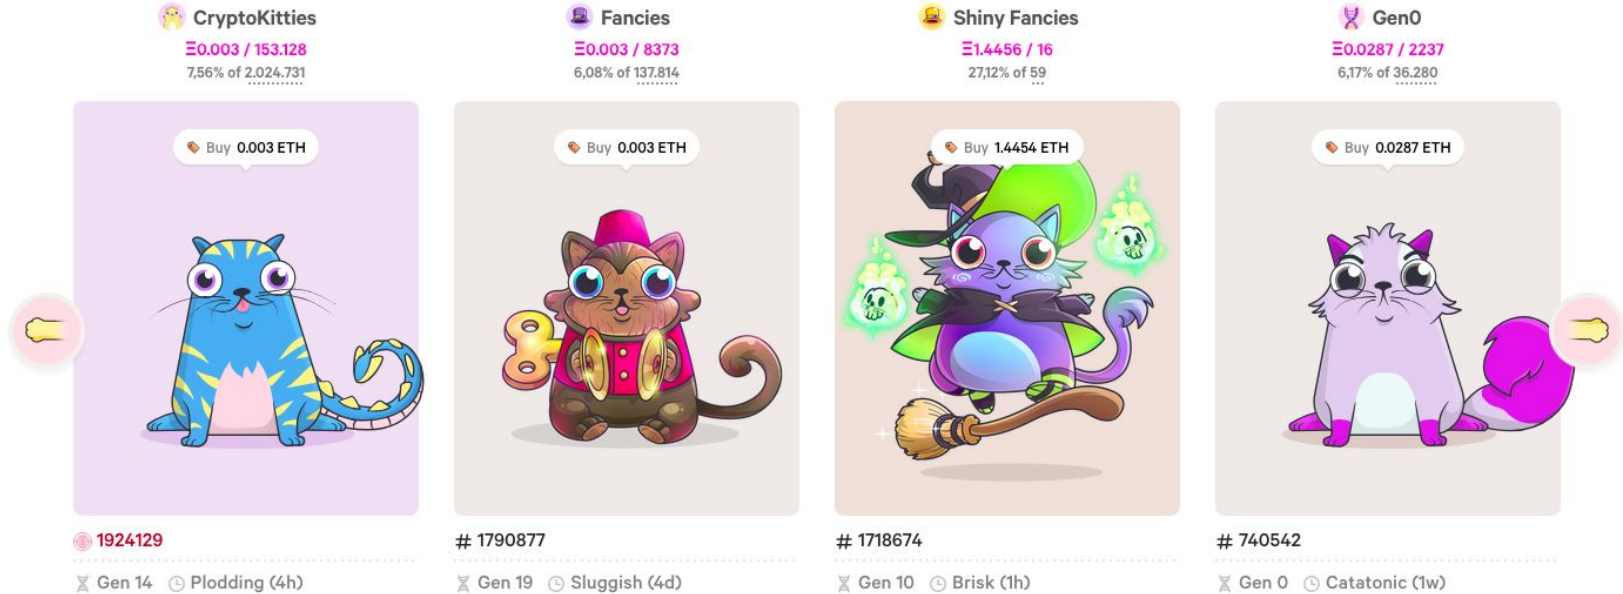 CryptoKitties
Ξ0.003 / 153.128
7,56% of 2.024.731
Buy 0.003 ETH
1924129
Gen 14 Plodding (4h)
Fancies
Ξ0.003 / 8373
6,08% of 137.814
Buy 0.003 ETH
# 1790877
Gen 19 Sluggish (4d)
Shiny Fancies
Ξ1.4456 / 16
27,12% of 59
Buy 1.4454 ETH
# 1718674
Gen 10 Brisk (1h)
Gen0
Ξ0.0287 / 2237
6,17% of 36.280
Buy 0.0287 ETH
# 740542
Gen 0 Catatonic (1w)